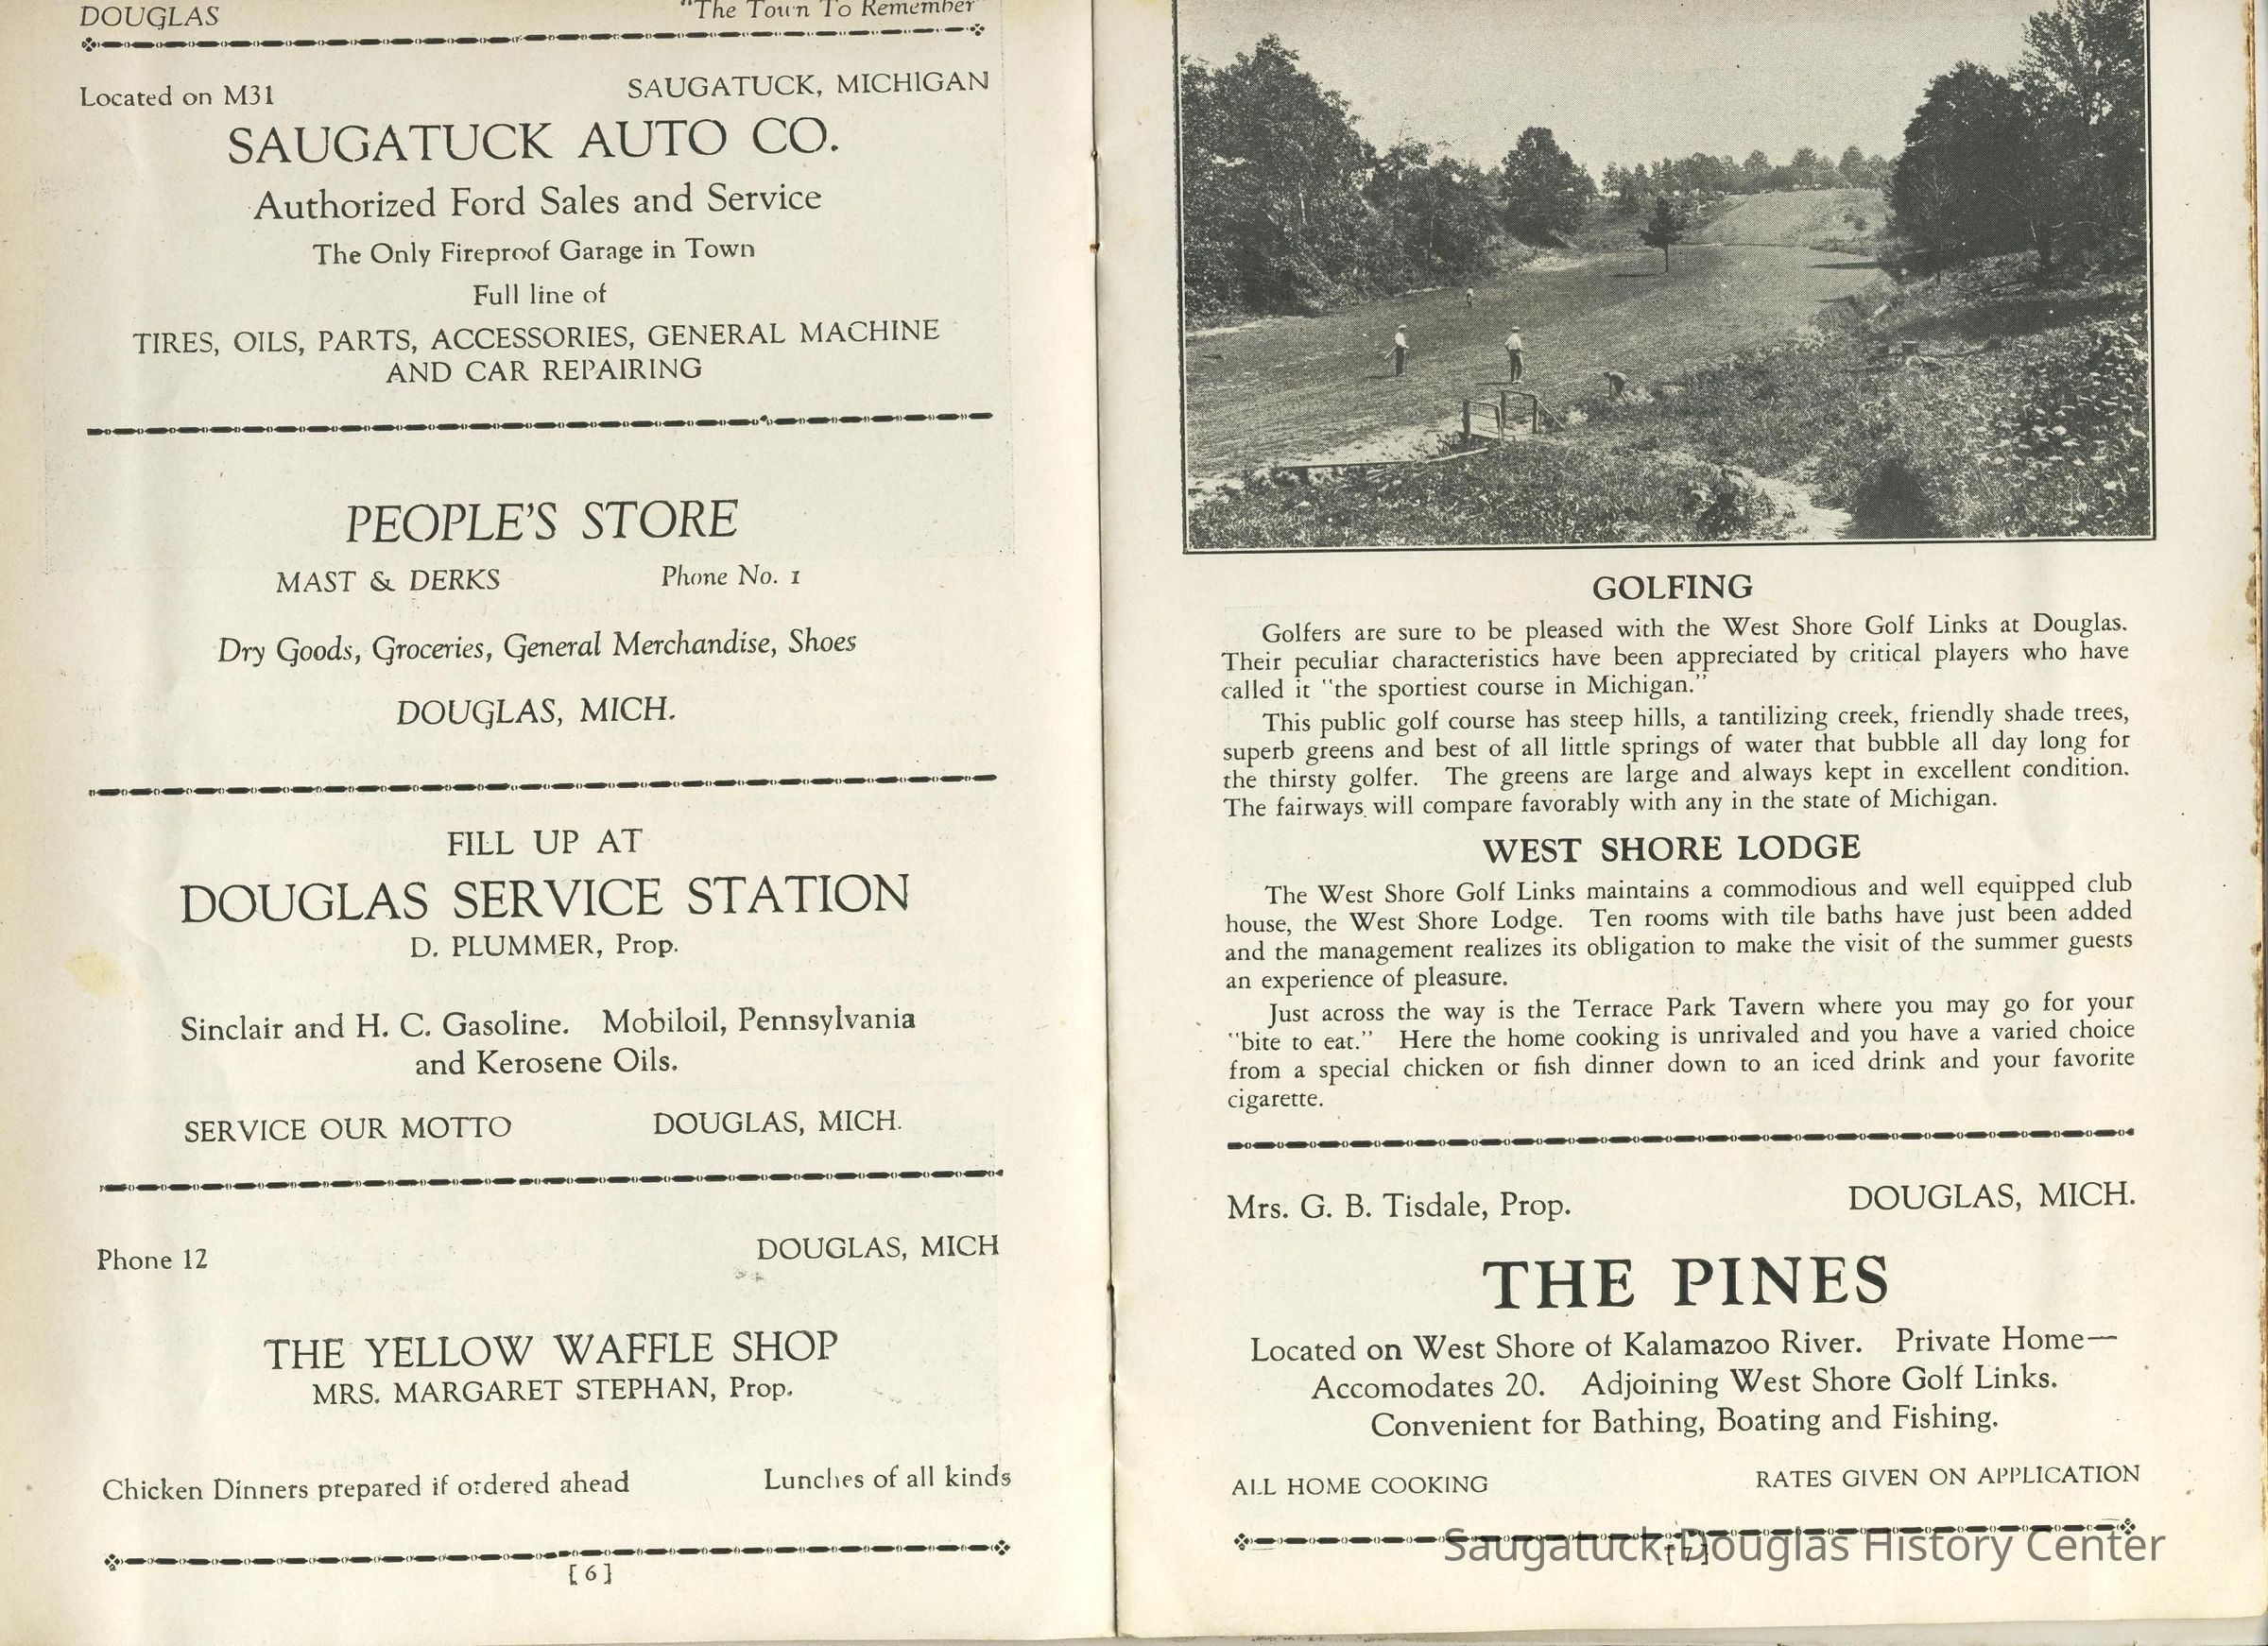 DOUGLAS "The Town To Remember"
Located on M31 SAUGATUCK, MICHIGAN
SAUGATUCK AUTO CO.
Authorized Ford Sales and Service
The Only Fireproof Garage in Town
Full line of
TIRES, OILS, PARTS, ACCESSORIES, GENERAL MACHINE
AND CAR REPAIRING
PEOPLE'S STORE
MAST & DERKS Phone No. 1
Dry Goods, Groceries, General Merchandise, Shoes
DOUGLAS, MICH.
FILL UP AT
DOUGLAS SERVICE STATION
D. PLUMMER, Prop.
Sinclair and H. C. Gasoline. Mobiloil, Pennsylvania
and Kerosene Oils.
SERVICE OUR MOTTO DOUGLAS, MICH.
Phone 12 DOUGLAS, MICH
THE YELLOW WAFFLE SHOP
MRS. MARGARET STEPHAN, Prop.
Chicken Dinners prepared if ordered ahead Lunches of all kinds
[ 6 ]
GOLFING
Golfers are sure to be pleased with the West Shore Golf Links at Douglas.
Their peculiar characteristics have been appreciated by critical players who have
called it "the sportiest course in Michigan."
This public golf course has steep hills, a tantilizing creek, friendly shade trees,
superb greens and best of all little springs of water that bubble all day long for
the thirsty golfer. The greens are large and always kept in excellent condition.
The fairways will compare favorably with any in the state of Michigan.
WEST SHORE LODGE
The West Shore Golf Links maintains a commodious and well equipped club
house, the West Shore Lodge. Ten rooms with tile baths have just been added
and the management realizes its obligation to make the visit of the summer guests
an experience of pleasure.
Just across the way is the Terrace Park Tavern where you may go for your
"bite to eat." Here the home cooking is unrivaled and you have a varied choice
from a special chicken or fish dinner down to an iced drink and your favorite
cigarette.
Mrs. G. B. Tisdale, Prop. DOUGLAS, MICH.
THE PINES
Located on West Shore of Kalamazoo River. Private Home—
Accomodates 20. Adjoining West Shore Golf Links.
Convenient for Bathing, Boating and Fishing.
ALL HOME COOKING RATES GIVEN ON APPLICATION
[ 7 ]
Saugatuck-Douglas History Center